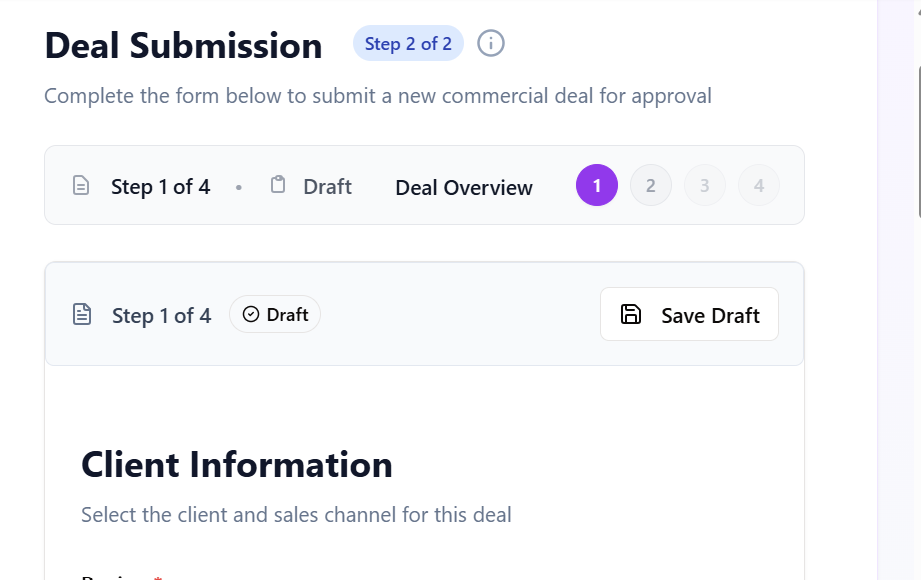 Deal Submission Step 2 of 2
Complete the form below to submit a new commercial deal for approval
Step 1 of 4 • Draft Deal Overview 1 2 3 4
Step 1 of 4 Draft Save Draft
Client Information
Select the client and sales channel for this deal